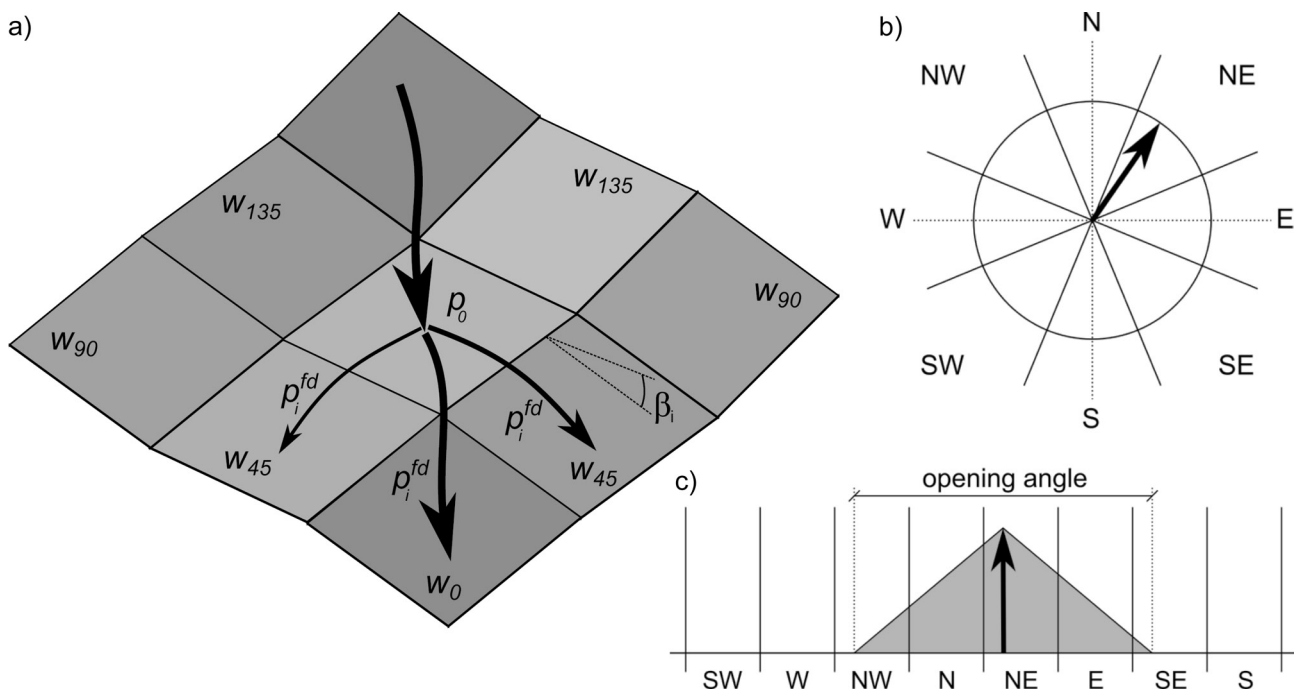 a)
w135
w135
w90
w90
p0
βi
pifd
pifd
pifd
w45
w45
w0
b)
N
NW
NE
W
E
SW
SE
S
c)
opening angle
SW W NW N NE E SE S